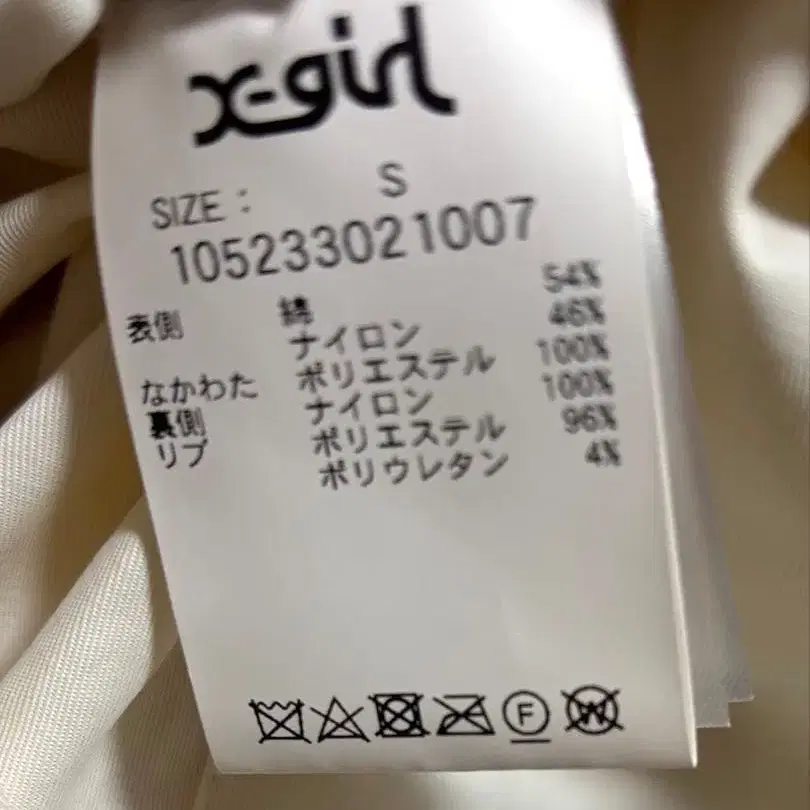 X-girl
SIZE: S
105233021007
表側 綿 54%
ナイロン 46%
なかわた ポリエステル 100%
裏側 ナイロン 100%
リブ ポリエステル 96%
ポリウレタン 4%
F
W